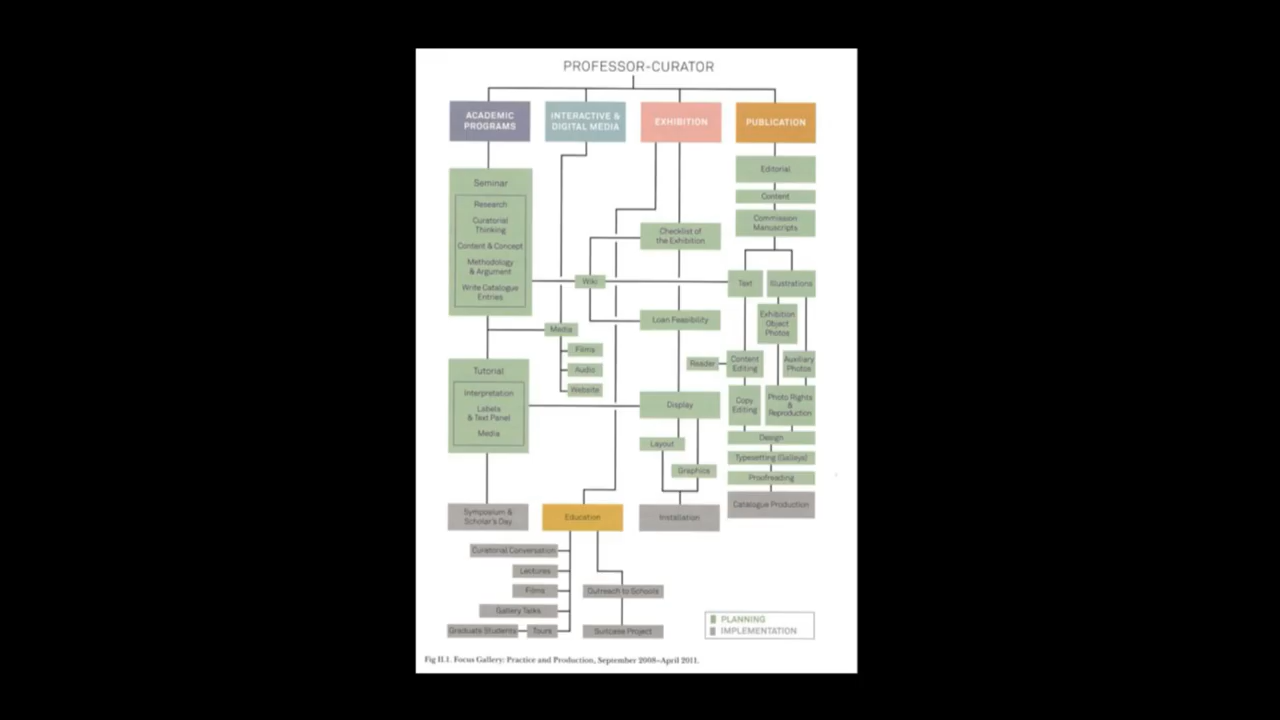 PROFESSOR-CURATOR
ACADEMIC
PROGRAMS
INTERACTIVE &
DIGITAL MEDIA
EXHIBITION
PUBLICATION
Seminar
Research
Curatorial
Thinking
Content & Concept
Methodology
& Argument
Write Catalogue
Entries
Tutorial
Interpretation
Labels
& Text Panel
Media
Symposium &
Scholar's Day
Wiki
Media
Films
Audio
Website
Checklist of
the Exhibition
Loan Feasibility
Display
Layout
Graphics
Installation
Editorial
Content
Commission
Manuscripts
Text
Illustrations
Exhibition
Object
Photos
Reader
Content
Editing
Auxiliary
Photos
Copy
Editing
Photo Rights
&
Reproduction
Design
Typesetting (Galleys)
Proofreading
Catalogue Production
Education
Curatorial Conversation
Lectures
Films
Gallery Talks
Graduate Students
Tours
Outreach to Schools
Suitcase Project
PLANNING
IMPLEMENTATION
Fig II.1. Focus Gallery: Practice and Production, September 2008–April 2011.